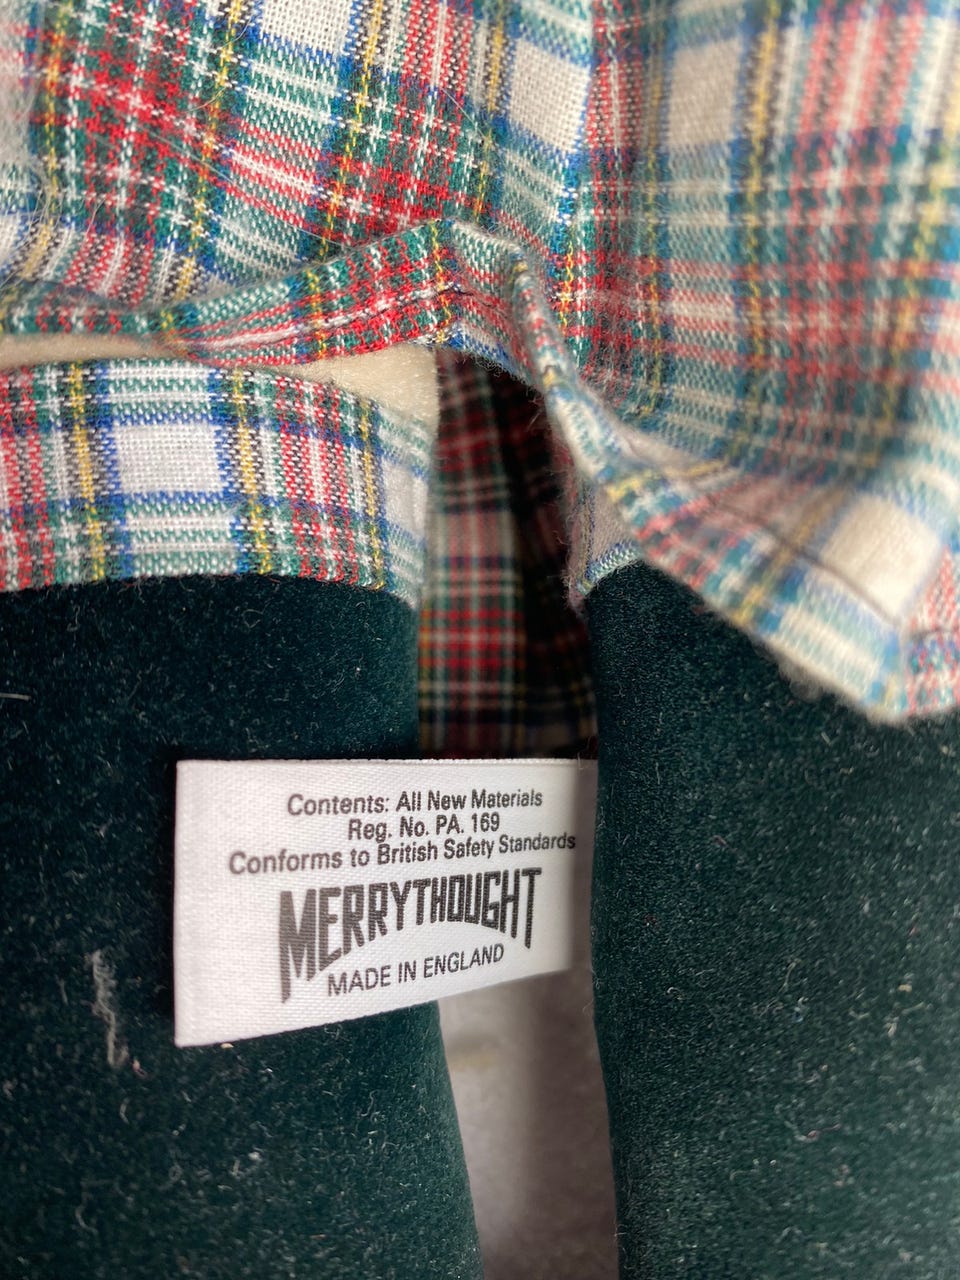 Contents: All New Materials
Reg. No. PA. 169
Conforms to British Safety Standards
MERRYTHOUGHT
MADE IN ENGLAND